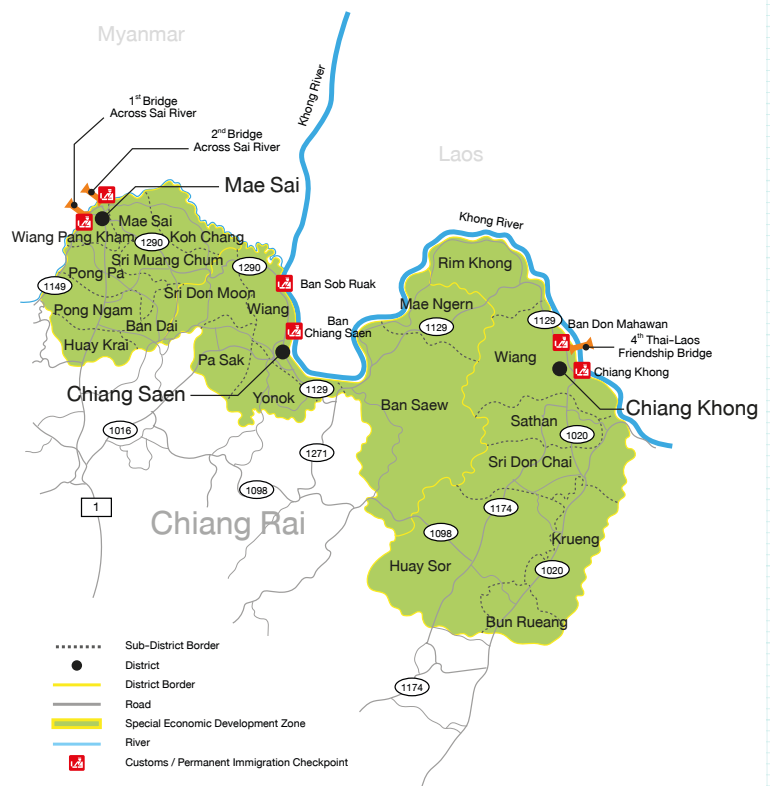 Myanmar
1st Bridge
Across Sai River
2nd Bridge
Across Sai River
Khong River
Laos
Mae Sai
Khong River
Mae Sai
Wiang Pang Kham
1290
Koh Chang
Sri Muang Chum
1290
Rim Khong
Pong Pa
1149
Ban Sob Ruak
Sri Don Moon
Mae Ngern
Pong Ngam
Wiang
Ban Dai
Ban
Chiang Saen
1129
1129
Ban Don Mahawan
4th Thai-Laos
Friendship Bridge
Huay Krai
Pa Sak
Wiang
Chiang Khong
Chiang Saen
1129
Yonok
Ban Saew
Chiang Khong
Sathan
1016
1020
1271
Sri Don Chai
1098
1
1174
Chiang Rai
1098
Krueng
Huay Sor
1020
Bun Rueang
1174
Sub-District Border
District
District Border
Road
Special Economic Development Zone
River
Customs / Permanent Immigration Checkpoint